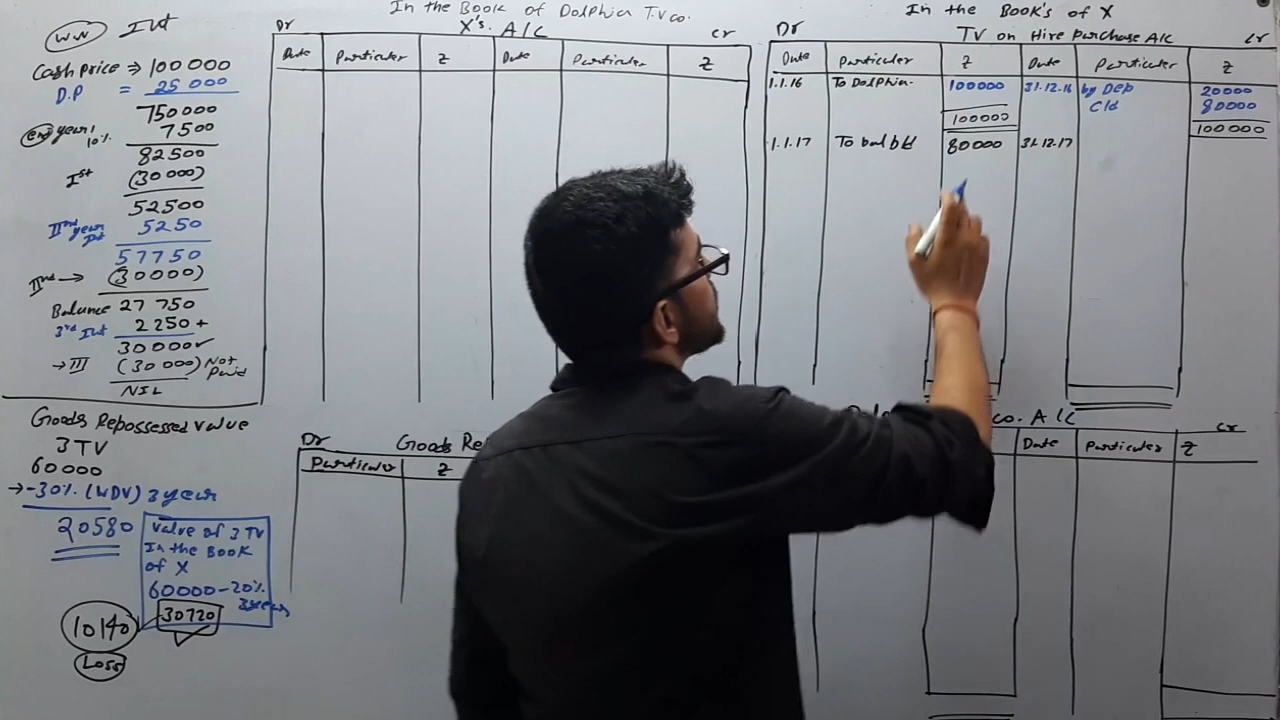 W.N Int
Cash Price ⇒ 100000
D.P = 25000
750000
end year 1 10% 7500
82500
Ist (30000)
52500
IInd year Int 5250
57750
IInd → (30000)
Balance 27750
3rd Int 2250 +
30000 ✓
→ III (30000) Not Paid
NIL
Goods Repossessed value
3 TV
60000
→ -30% (WDV) 3 year
20580
value of 3 TV
In the Book
of X
60000 - 20%
3 year
30720
10140
Loss
In the Book of Dolphin T.V co.
Dr X's. A/C Cr
Date Particular Z Date Particular Z
In the Book's of X
Dr TV on Hire Purchase A/c Cr
Date Particular Z Date Particular Z
1.1.16 To Dolphin 100000 31.12.16 by Dep 20000
C/d 80000
100000 100000
1.1.17 To bal b/d 80000 31.12.17
Dr Goods Re
Particular Z
co. A/C Cr
Date Particular Z